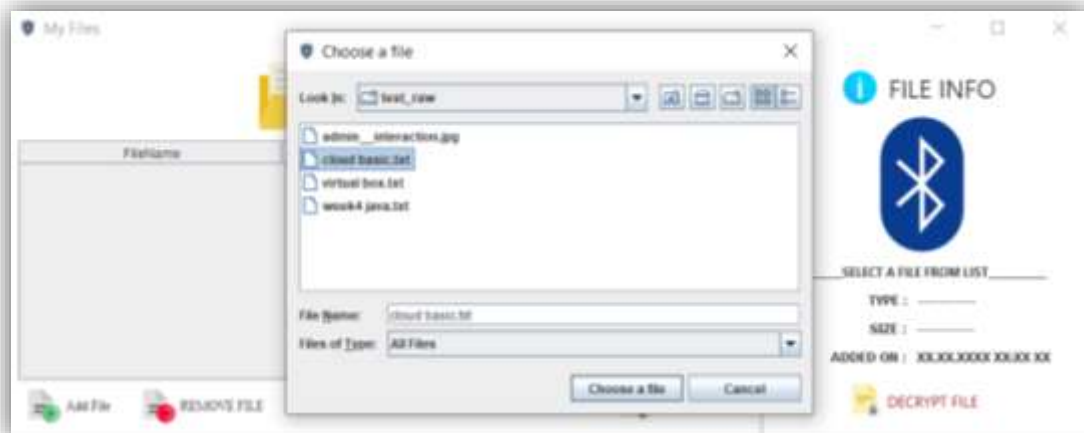 My Files
Choose a file
Look In: test_raw
admin__interaction.jpg
cloud basic.txt
virtual box.txt
week4 java.txt
File Name: cloud basic.txt
Files of Type: All Files
Choose a file Cancel
FileName
Add File REMOVE FILE
FILE INFO
SELECT A FILE FROM LIST
TYPE :
SIZE :
ADDED ON : XX.XX.XXXX XX:XX XX
DECRYPT FILE